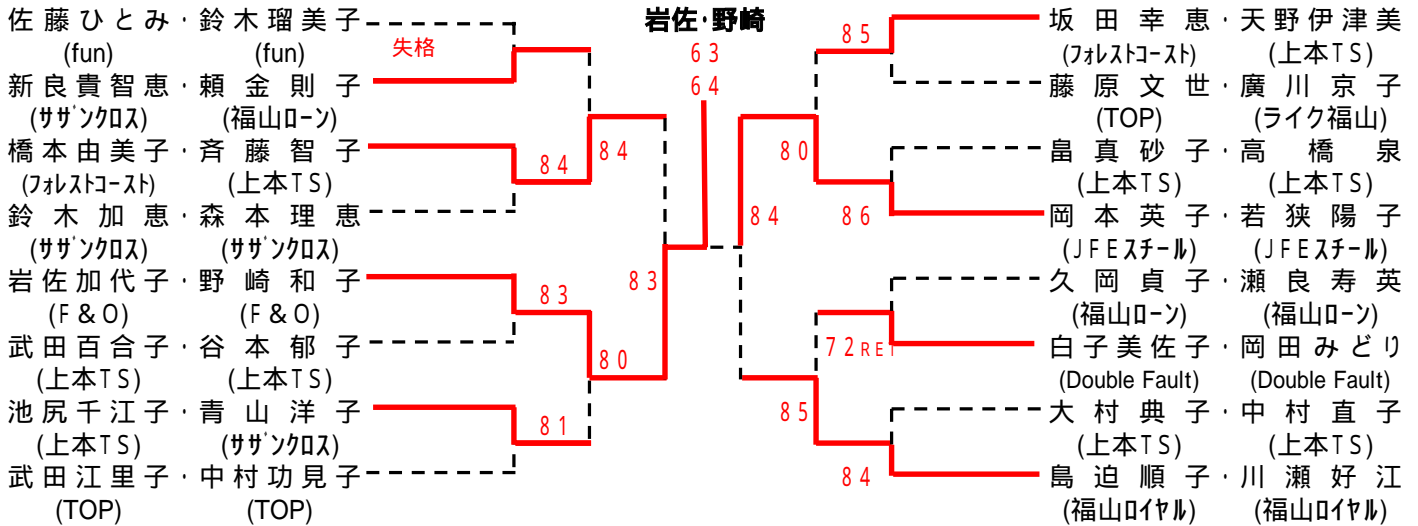 岩佐・野崎
63
64
佐藤ひとみ・鈴木瑠美子
(fun) (fun)
失格
新良貴智恵・頼金則子
(ｻｻﾞﾝｸﾛｽ) (福山ﾛｰﾝ)
84
橋本由美子・斉藤智子
(ﾌｫﾚｽﾄｺｰｽﾄ) (上本TS)
84
鈴木加恵・森本理恵
(ｻｻﾞﾝｸﾛｽ) (ｻｻﾞﾝｸﾛｽ)
岩佐加代子・野崎和子
(F＆O) (F＆O)
83
83
武田百合子・谷本郁子
(上本TS) (上本TS)
80
池尻千江子・青山洋子
(上本TS) (ｻｻﾞﾝｸﾛｽ)
81
武田江里子・中村功見子
(TOP) (TOP)
坂田幸恵・天野伊津美
(ﾌｫﾚｽﾄｺｰｽﾄ) (上本TS)
85
藤原文世・廣川京子
(TOP) (ライク福山)
80
畠真砂子・高橋泉
(上本TS) (上本TS)
86
岡本英子・若狭陽子
(JFEｽﾁｰﾙ) (JFEｽﾁｰﾙ)
84
久岡貞子・瀬良寿英
(福山ﾛｰﾝ) (福山ﾛｰﾝ)
72RET
白子美佐子・岡田みどり
(Double Fault) (Double Fault)
85
大村典子・中村直子
(上本TS) (上本TS)
84
島迫順子・川瀬好江
(福山ﾛｲﾔﾙ) (福山ﾛｲﾔﾙ)